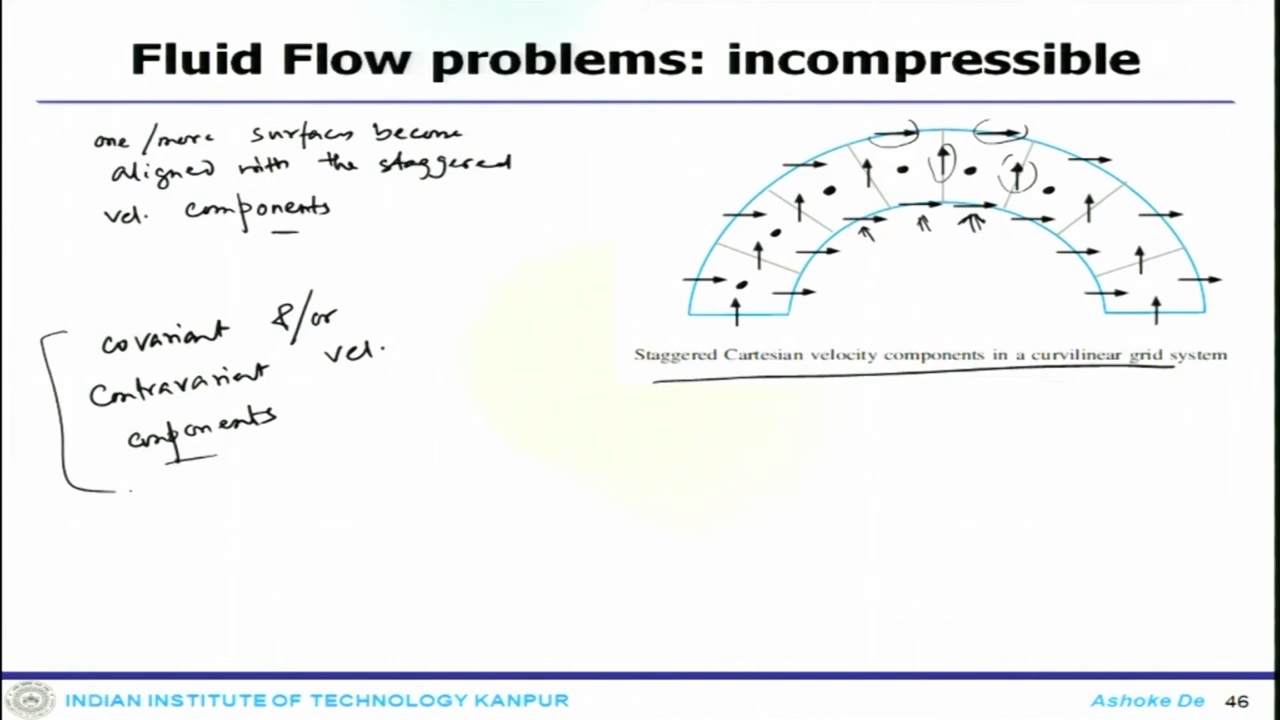 Fluid Flow problems: incompressible
one/more surfaces become
aligned with the staggered
vel. components
covariant &/or
contravariant vel.
components
Staggered Cartesian velocity components in a curvilinear grid system
INDIAN INSTITUTE OF TECHNOLOGY KANPUR
Ashoke De 46